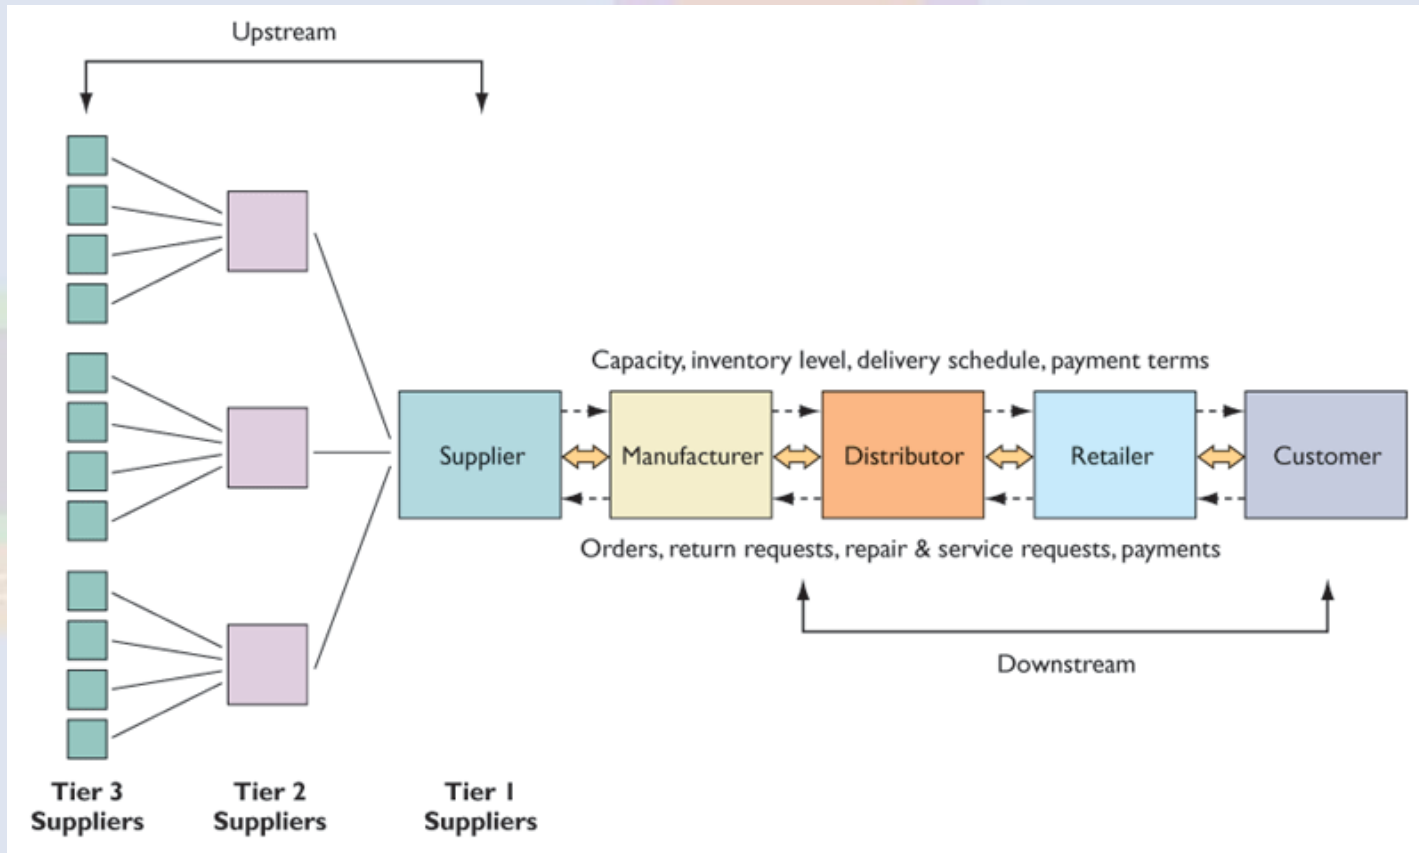 Upstream
Capacity, inventory level, delivery schedule, payment terms
Supplier
Manufacturer
Distributor
Retailer
Customer
Orders, return requests, repair & service requests, payments
Downstream
Tier 3
Suppliers
Tier 2
Suppliers
Tier 1
Suppliers